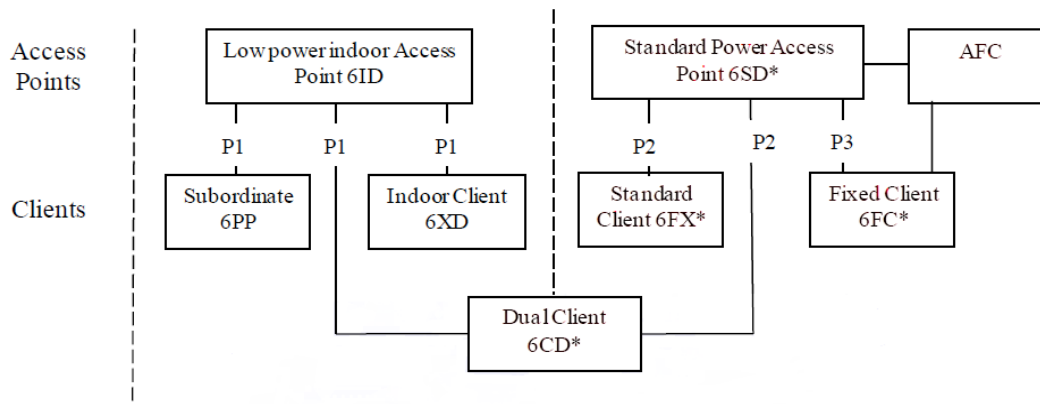 Access
Points
Low power indoor Access
Point 6ID
Standard Power Access
Point 6SD*
AFC
P1
P1
P1
P2
P2
P3
Clients
Subordinate
6PP
Indoor Client
6XD
Standard
Client 6FX*
Fixed Client
6FC*
Dual Client
6CD*